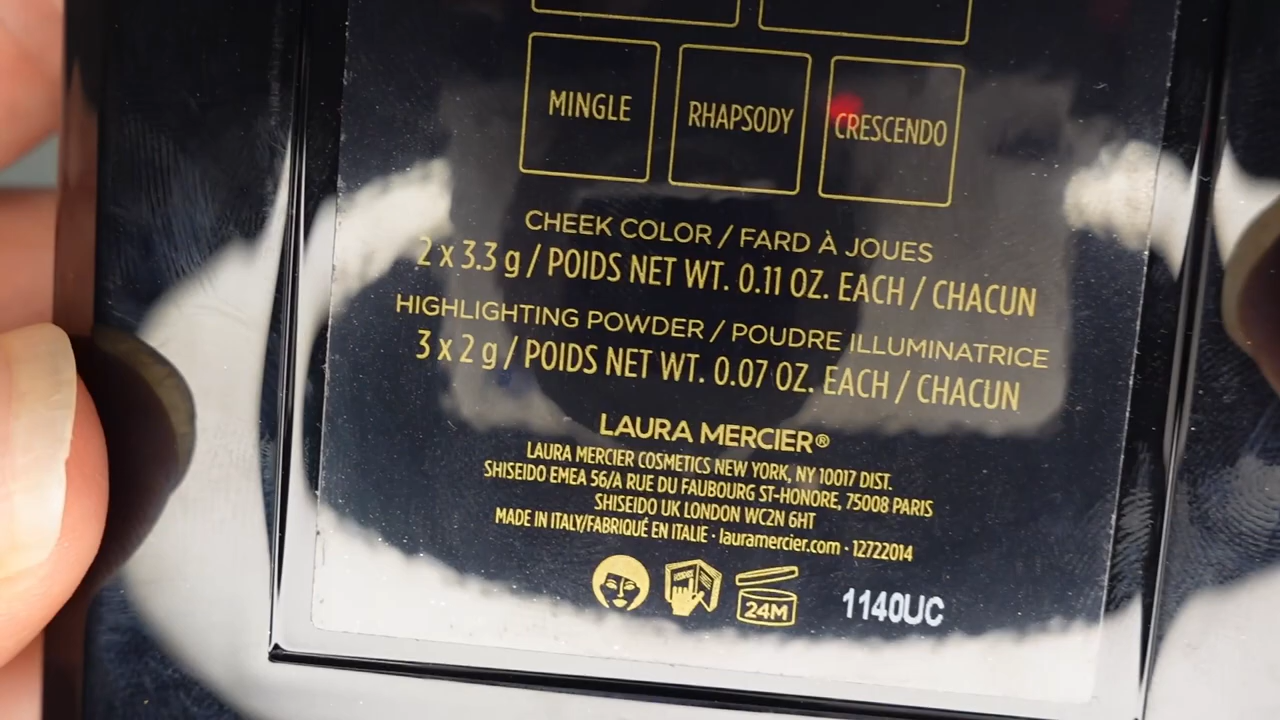 MINGLE
RHAPSODY
CRESCENDO
CHEEK COLOR / FARD À JOUES
2 x 3.3 g / POIDS NET WT. 0.11 OZ. EACH / CHACUN
HIGHLIGHTING POWDER / POUDRE ILLUMINATRICE
3 x 2 g / POIDS NET WT. 0.07 OZ. EACH / CHACUN
LAURA MERCIER®
LAURA MERCIER COSMETICS NEW YORK, NY 10017 DIST.
SHISEIDO EMEA 56/A RUE DU FAUBOURG ST-HONORE, 75008 PARIS
SHISEIDO UK LONDON WC2N 6HT
MADE IN ITALY/FABRIQUÉ EN ITALIE · lauramercier.com · 12722014
24M
1140UC